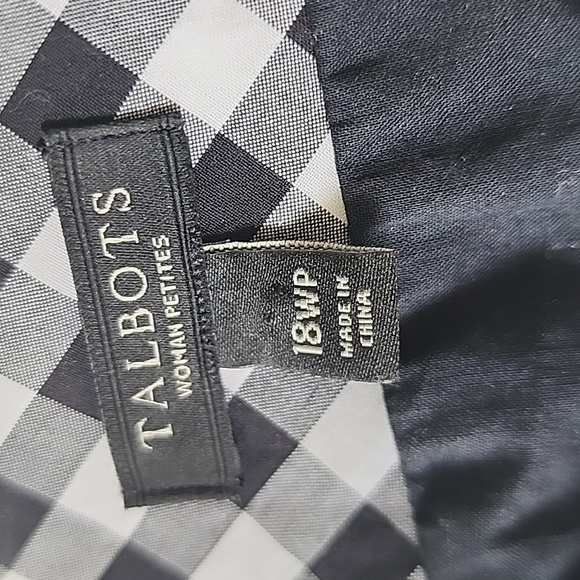 TALBOTS
WOMAN PETITES
18WP
MADE IN
CHINA